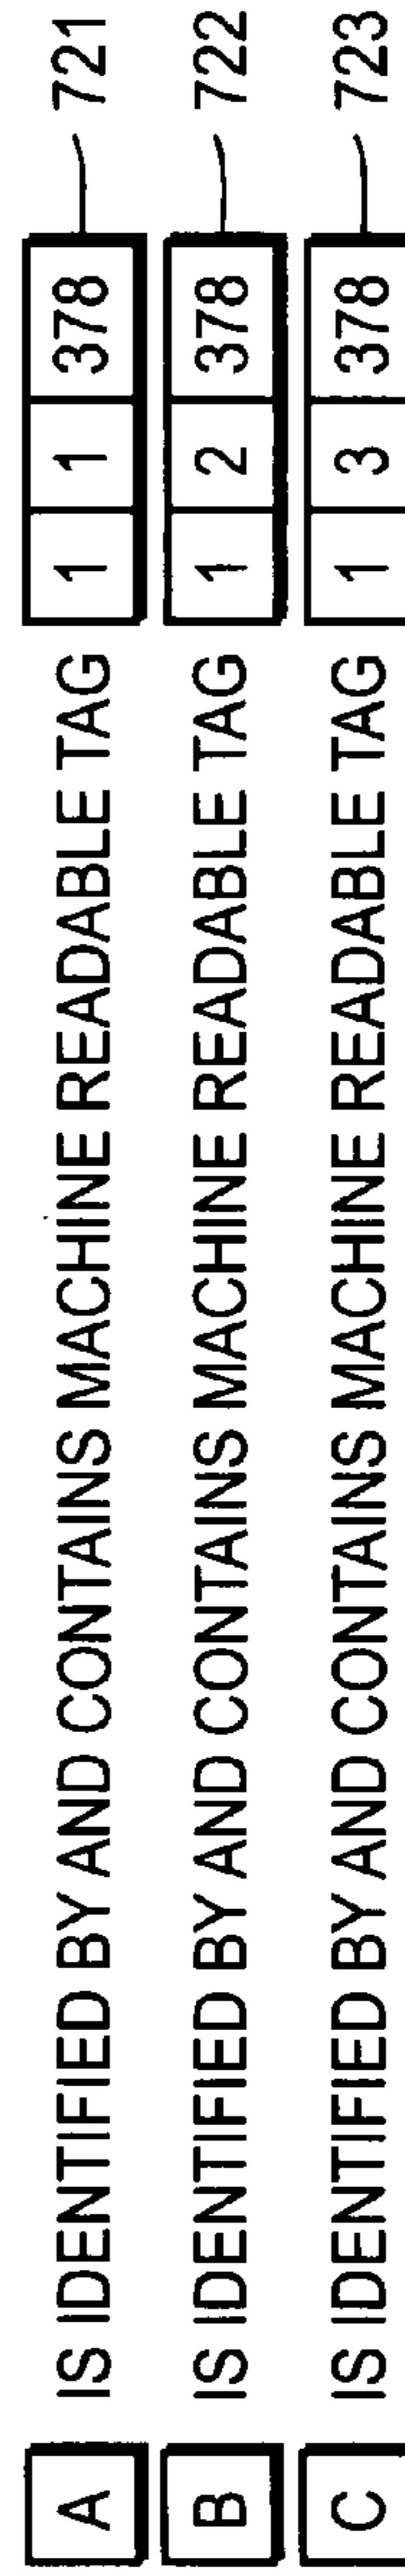 A IS IDENTIFIED BY AND CONTAINS MACHINE READABLE TAG 1 1 378 721
B IS IDENTIFIED BY AND CONTAINS MACHINE READABLE TAG 1 2 378 722
C IS IDENTIFIED BY AND CONTAINS MACHINE READABLE TAG 1 3 378 723